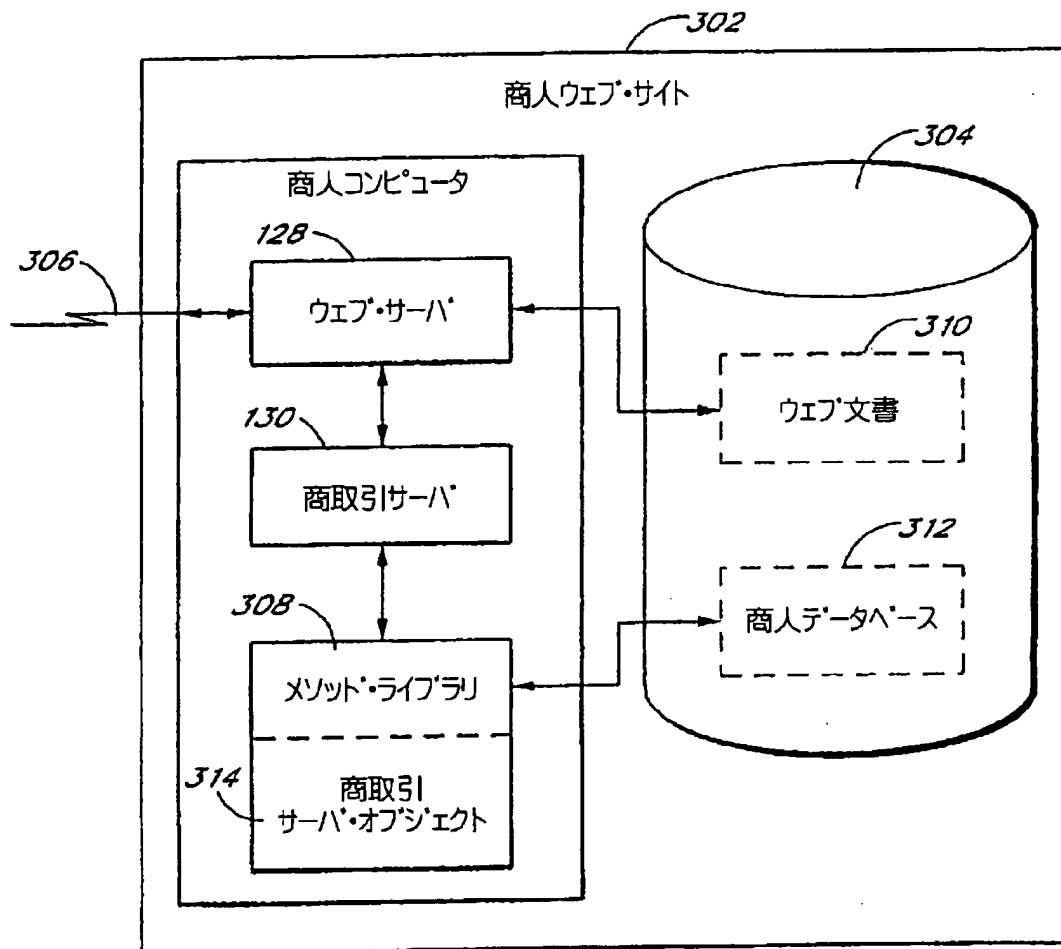 302
商人ウェブ・サイト
304
商人コンピュータ
128
306
ウェブ・サーバ
310
ウェブ文書
130
商取引サーバ
312
308
商人データベース
メソッド・ライブラリ
314
商取引
サーバ・オブジェクト